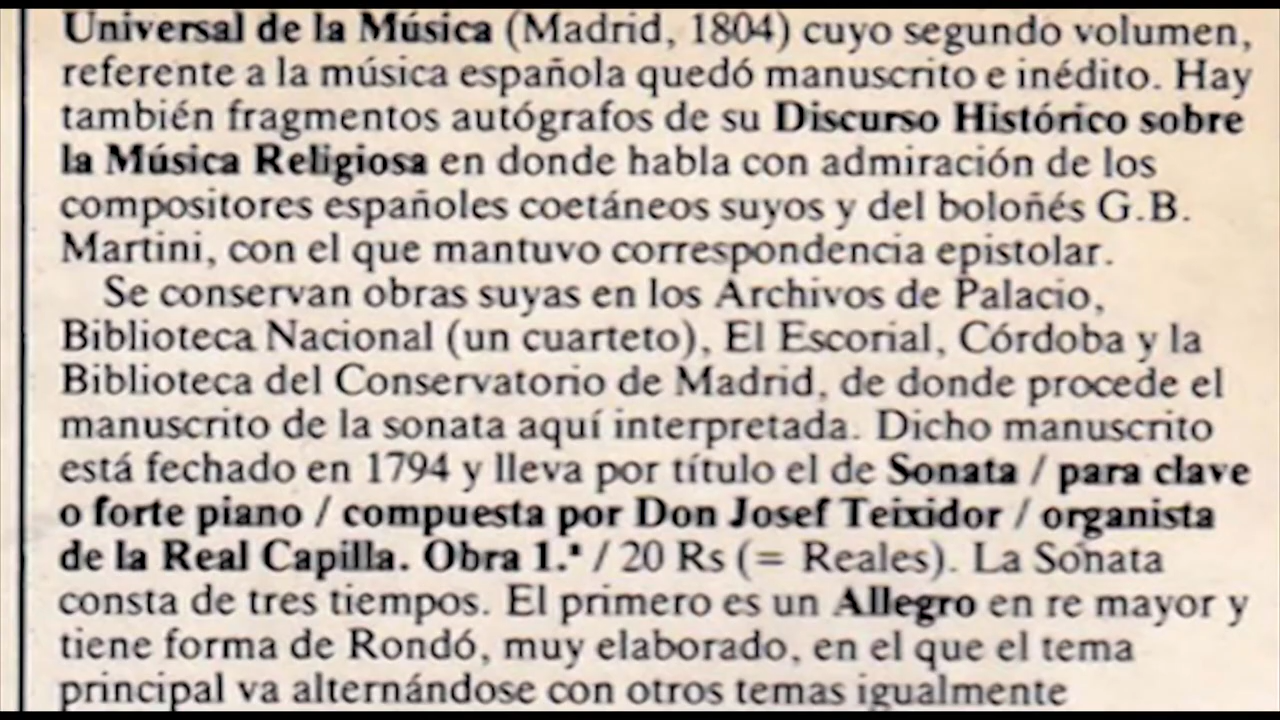 Universal de la Música (Madrid, 1804) cuyo segundo volumen,
referente a la música española quedó manuscrito e inédito. Hay
también fragmentos autógrafos de su Discurso Histórico sobre
la Música Religiosa en donde habla con admiración de los
compositores españoles coetáneos suyos y del boloñés G.B.
Martini, con el que mantuvo correspondencia epistolar.
Se conservan obras suyas en los Archivos de Palacio,
Biblioteca Nacional (un cuarteto), El Escorial, Córdoba y la
Biblioteca del Conservatorio de Madrid, de donde procede el
manuscrito de la sonata aquí interpretada. Dicho manuscrito
está fechado en 1794 y lleva por título el de Sonata / para clave
o forte piano / compuesta por Don Josef Teixidor / organista
de la Real Capilla. Obra 1.ª / 20 Rs (= Reales). La Sonata
consta de tres tiempos. El primero es un Allegro en re mayor y
tiene forma de Rondó, muy elaborado, en el que el tema
principal va alternándose con otros temas igualmente